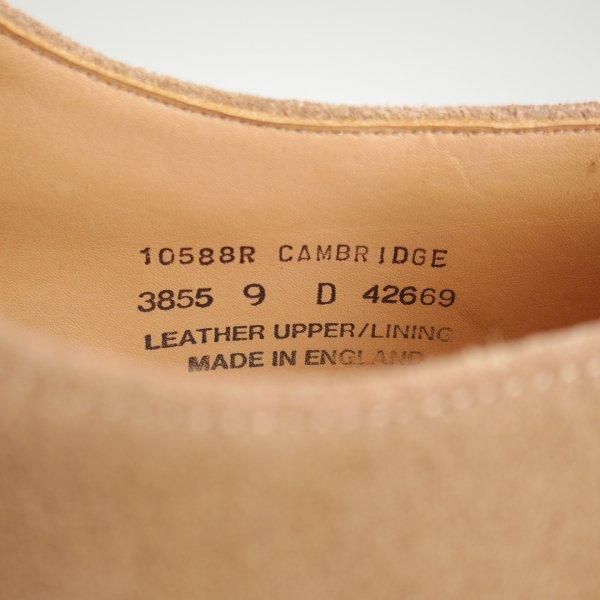 10588R CAMBRIDGE
3855 9 D 42669
LEATHER UPPER/LINING
MADE IN ENGLAND